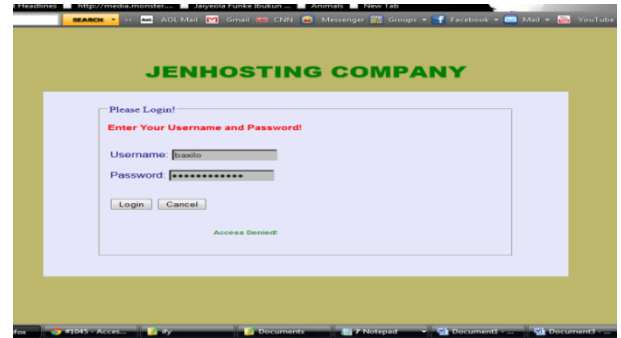 Headlines http://media.monster.... Jaiyeola Funke Ibukun ... Animals New Tab
SEARCH AOL Mail Gmail CNN Messenger Groups Facebook Mail YouTube
JENHOSTING COMPANY
Please Login!
Enter Your Username and Password!
Username: baxilo
Password: ••••••••••••
Login Cancel
Access Denied!
fox #1045 - Acces... ify Documents 7 Notepad Document1 - ... Document3 - ...